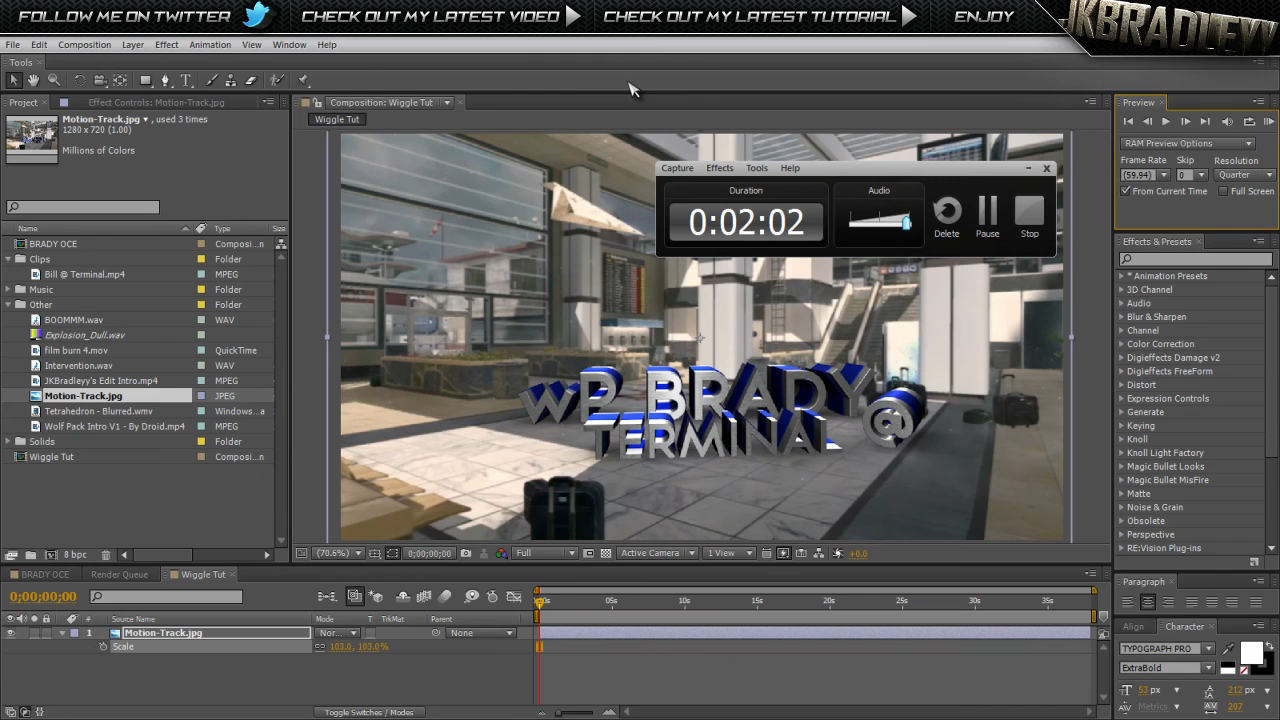 FOLLOW ME ON TWITTER CHECK OUT MY LATEST VIDEO CHECK OUT MY LATEST TUTORIAL ENJOY JKBRADLEYY
File Edit Composition Layer Effect Animation View Window Help
Tools
Project Effect Controls: Motion-Track.jpg
Motion-Track.jpg , used 3 times
1280 x 720 (1.00)
Millions of Colors
Name Type Size
BRADY OCE Composi...n
Clips Folder
Bill @ Terminal.mp4 MPEG
Music Folder
Other Folder
BOOMMM.wav WAV
Explosion_Dull.wav
film burn 4.mov QuickTime
Intervention.wav WAV
JKBradleyy's Edit Intro.mp4 MPEG
Motion-Track.jpg JPEG
Tetrahedron - Blurred.wmv Windows...a
Wolf Pack Intro V1 - By Droid.mp4 MPEG
Solids Folder
Wiggle Tut Composi...n
8 bpc
Composition: Wiggle Tut
Wiggle Tut
Capture Effects Tools Help
Duration Audio
0:02:02
Delete Pause Stop
WP BRADY
TERMINAL @
(70.6%) 0;00;00;00 Full Active Camera 1 View +0.0
Preview
RAM Preview Options
Frame Rate Skip Resolution
(59.94) 0 Quarter
From Current Time Full Screen
Effects & Presets
* Animation Presets
3D Channel
Audio
Blur & Sharpen
Channel
Color Correction
Digieffects Damage v2
Digieffects FreeForm
Distort
Expression Controls
Generate
Keying
Knoll
Knoll Light Factory
Magic Bullet Looks
Magic Bullet MisFire
Matte
Noise & Grain
Obsolete
Perspective
RE:Vision Plug-ins
BRADY OCE Render Queue Wiggle Tut
0;00;00;00
05s 10s 15s 20s 25s 30s 35s
# Source Name Mode T TrkMat Parent
1 Motion-Track.jpg Nor... None
Scale 103.0, 103.0%
Toggle Switches / Modes
Paragraph
Align Character
TYPOGRAPH PRO
ExtraBold
53 px 212 px
Metrics 207